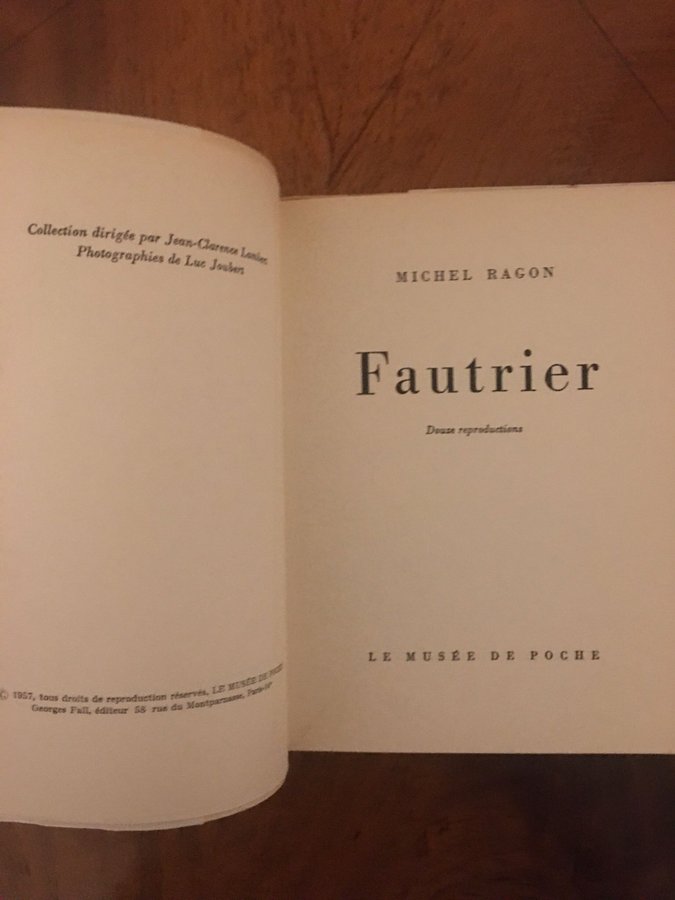 Collection dirigée par Jean-Clarence Lambert
Photographies de Luc Joubert
© 1957, tous droits de reproduction réservés, LE MUSÉE DE POCHE
Georges Fall, éditeur 58 rue du Montparnasse, Paris-14e
MICHEL RAGON
Fautrier
Douze reproductions
LE MUSÉE DE POCHE